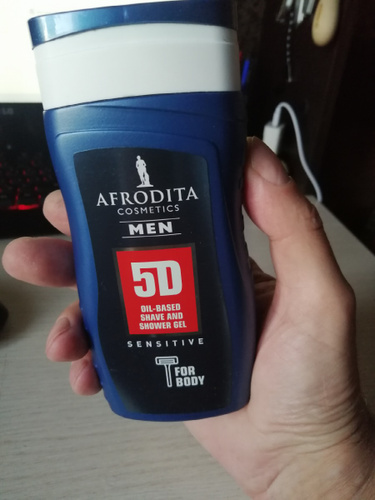 AFRODITA
COSMETICS
MEN
5D
OIL-BASED
SHAVE AND
SHOWER GEL
SENSITIVE
FOR
BODY